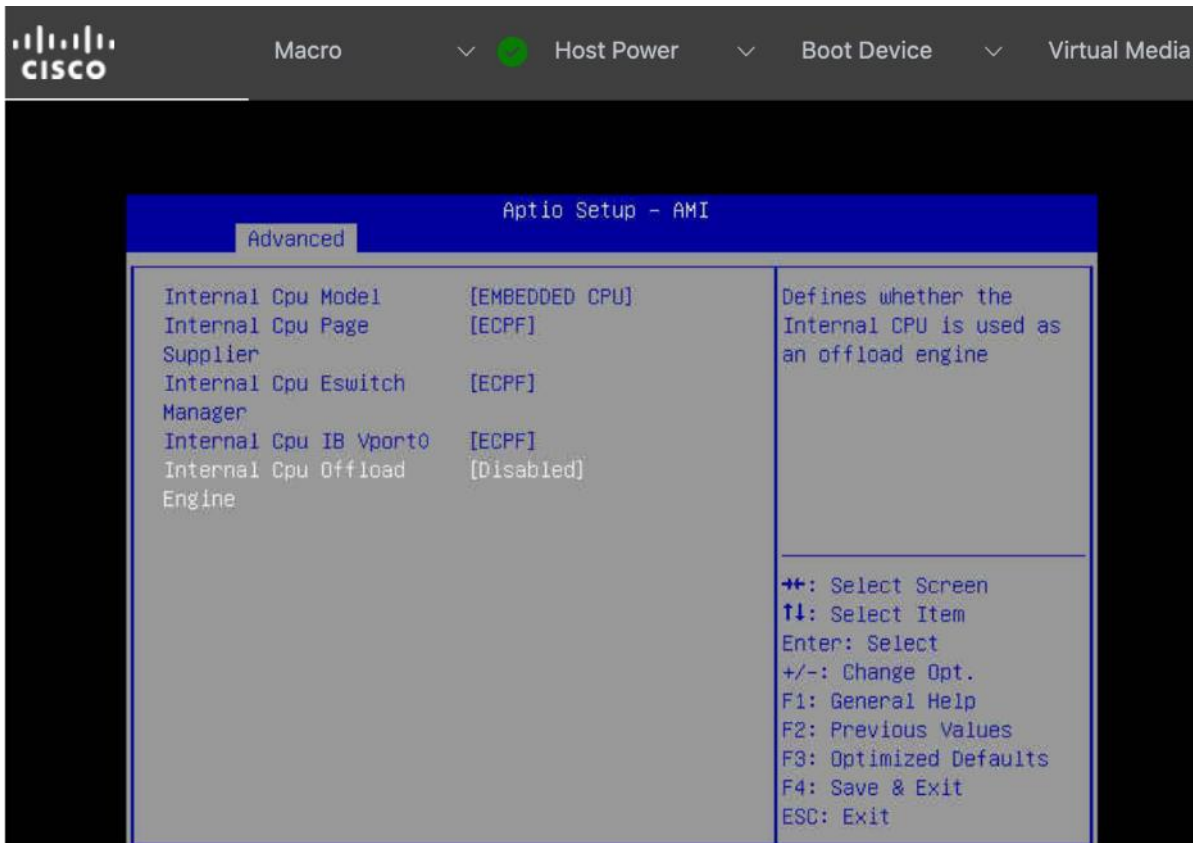 CISCO
Macro Host Power Boot Device Virtual Media
Aptio Setup – AMI
Advanced
Internal Cpu Model [EMBEDDED CPU]
Internal Cpu Page [ECPF]
Supplier
Internal Cpu Eswitch [ECPF]
Manager
Internal Cpu IB Vport0 [ECPF]
Internal Cpu Offload [Disabled]
Engine
Defines whether the
Internal CPU is used as
an offload engine
→←: Select Screen
↑↓: Select Item
Enter: Select
+/-: Change Opt.
F1: General Help
F2: Previous Values
F3: Optimized Defaults
F4: Save & Exit
ESC: Exit